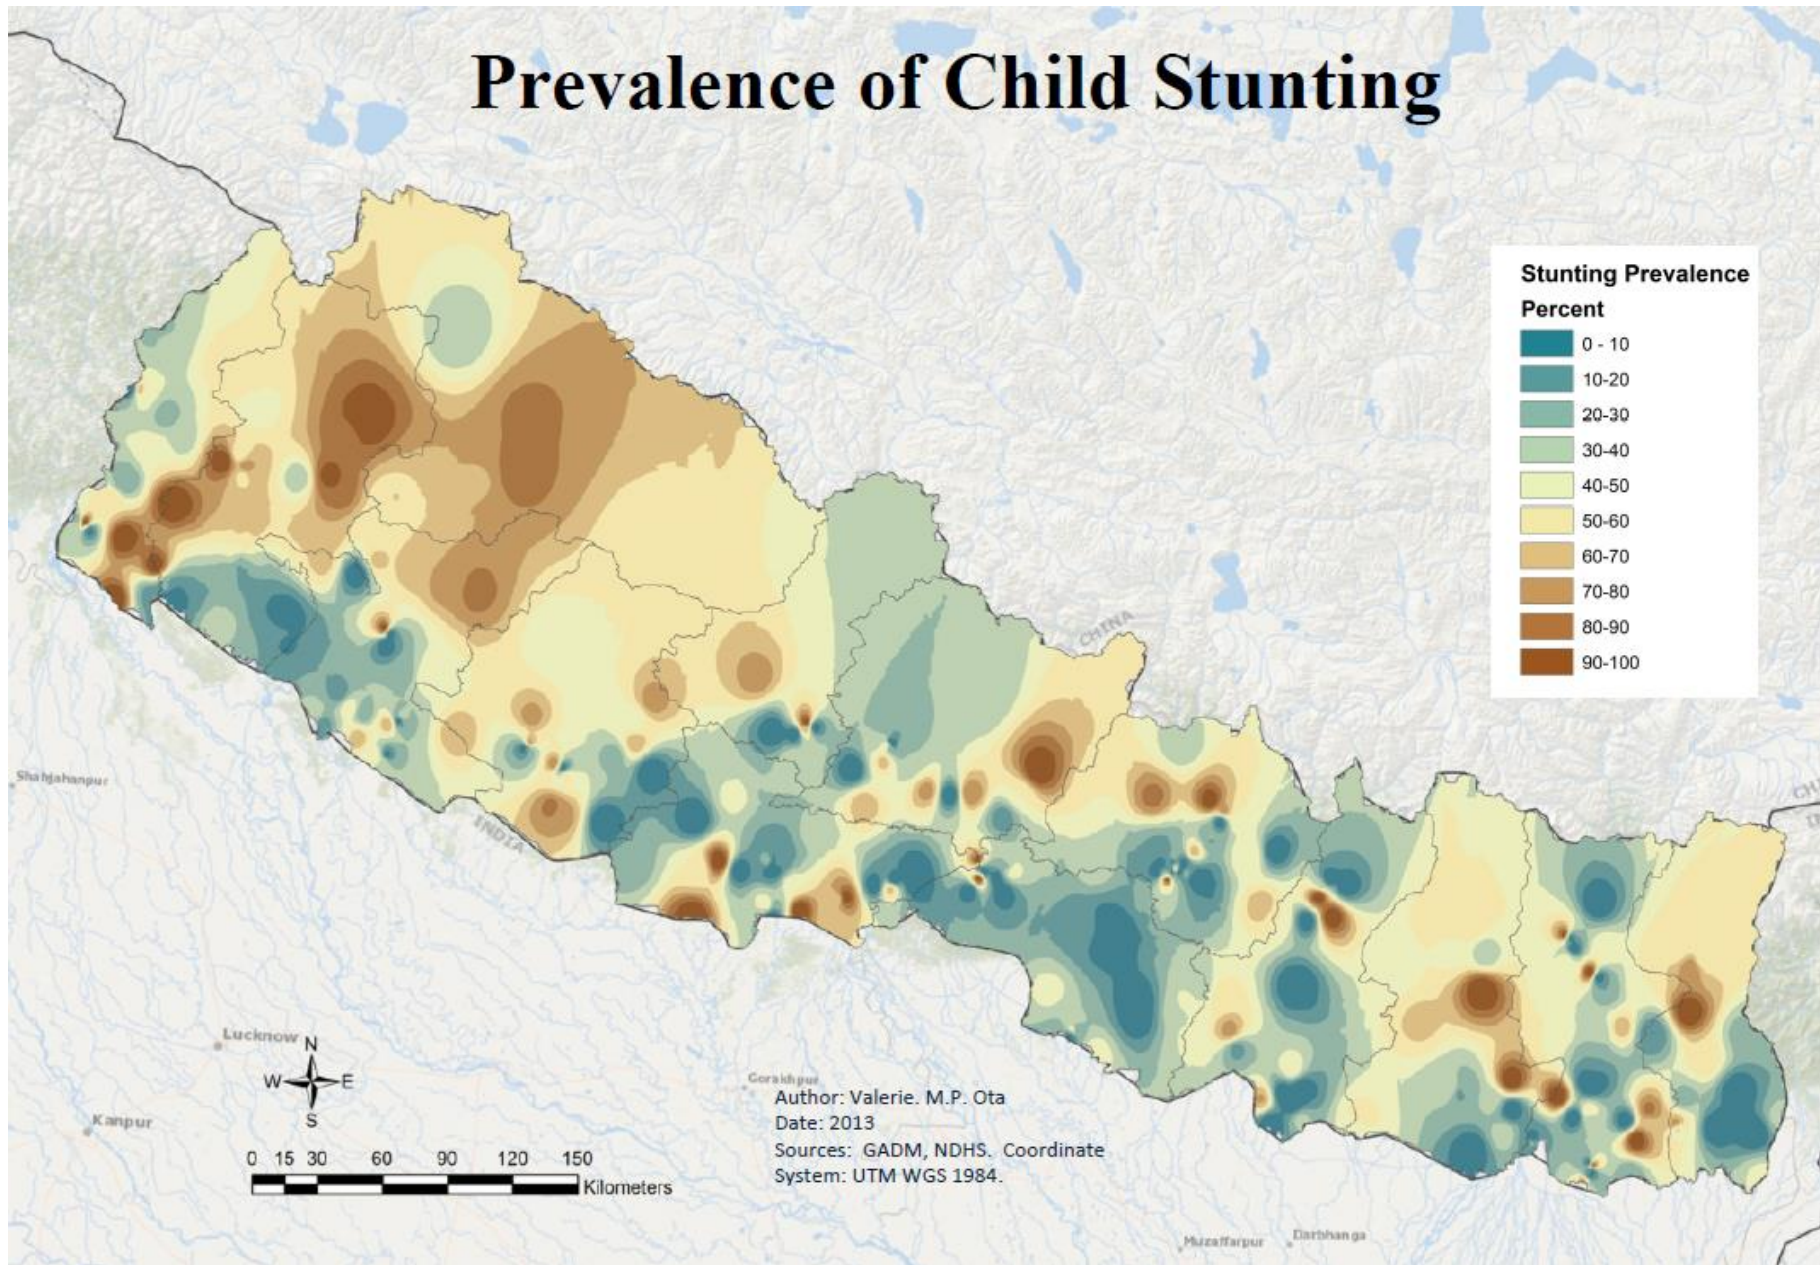 Prevalence of Child Stunting
Stunting Prevalence
Percent
0 - 10
10-20
20-30
30-40
40-50
50-60
60-70
70-80
80-90
90-100
CHINA
Shahjahanpur
INDIA
Lucknow
N
W E
S
Kanpur
Gorakhpur
Author: Valerie. M.P. Ota
Date: 2013
Sources: GADM, NDHS. Coordinate
System: UTM WGS 1984.
0 15 30 60 90 120 150
Kilometers
Muzaffarpur
Darbhanga